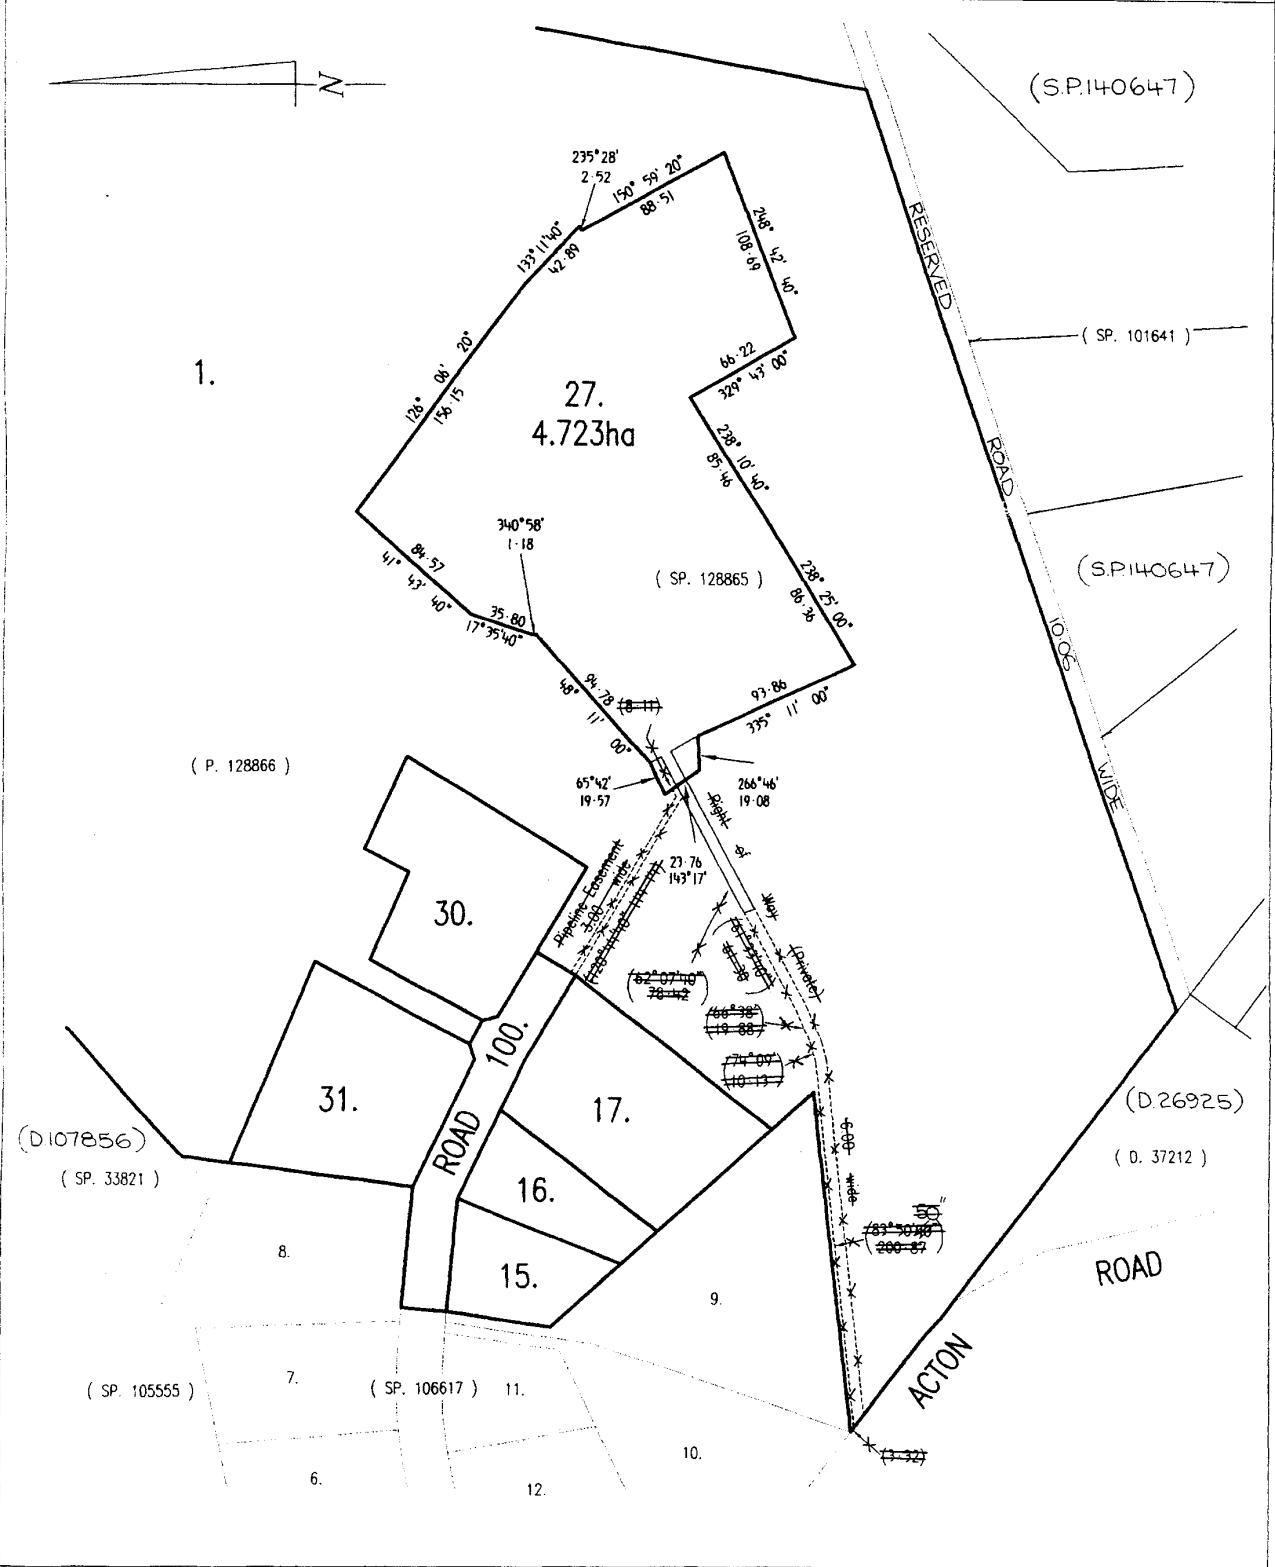 (S.P.140647)
N
235°28'
2·52
150° 59' 20"
88·51
133°11'40"
42·89
248° 42' 40"
108·69
RESERVED
ROAD
10·06
WIDE
( SP. 101641 )
1.
126° 06' 20"
156·15
27.
4.723ha
66·22
329° 43' 00"
238° 10' 40"
85·46
340°58'
1·18
84·57
41° 43' 40"
35·80
17°35'40"
( SP. 128865 )
238° 25' 00"
86·36
(S.P.140647)
94·78
48° 11' 00"
(8·11)
93·86
335° 11' 00"
( P. 128866 )
65°42'
19·57
266°46'
19·08
23·76
143°17'
Right of Way (Private)
Pipeline Easement
3.00 wide
30.
(62°07'40")
78·42
(66°38')
19·88
(74°09')
10·13
100.
ROAD
31.
17.
(D.107856)
( SP. 33821 )
16.
15.
(D.26925)
( D. 37212 )
6·00 wide
50"
(83°50'40")
200·87
8.
9.
ROAD
ACTON
7.
( SP. 105555 )
( SP. 106617 )
11.
10.
6.
12.
(3·32)